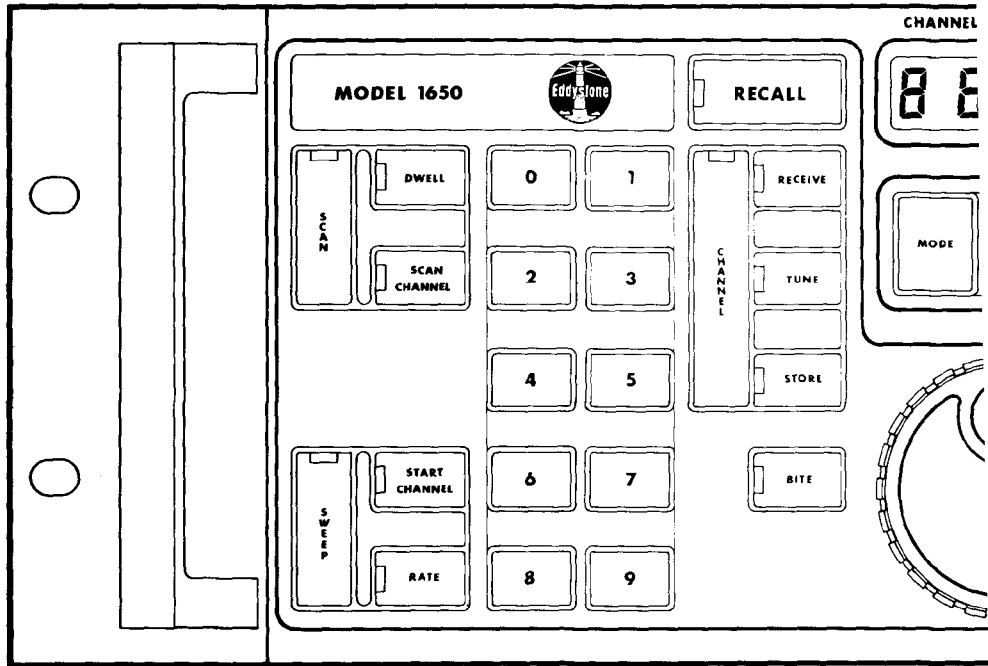 CHANNEL
MODEL 1650
Eddystone
RECALL
DWELL
0
1
RECEIVE
SCAN
MODE
SCAN
CHANNEL
2
3
CHANNEL
TUNE
4
5
STORE
START
CHANNEL
6
7
BITE
SWEEP
RATE
8
9